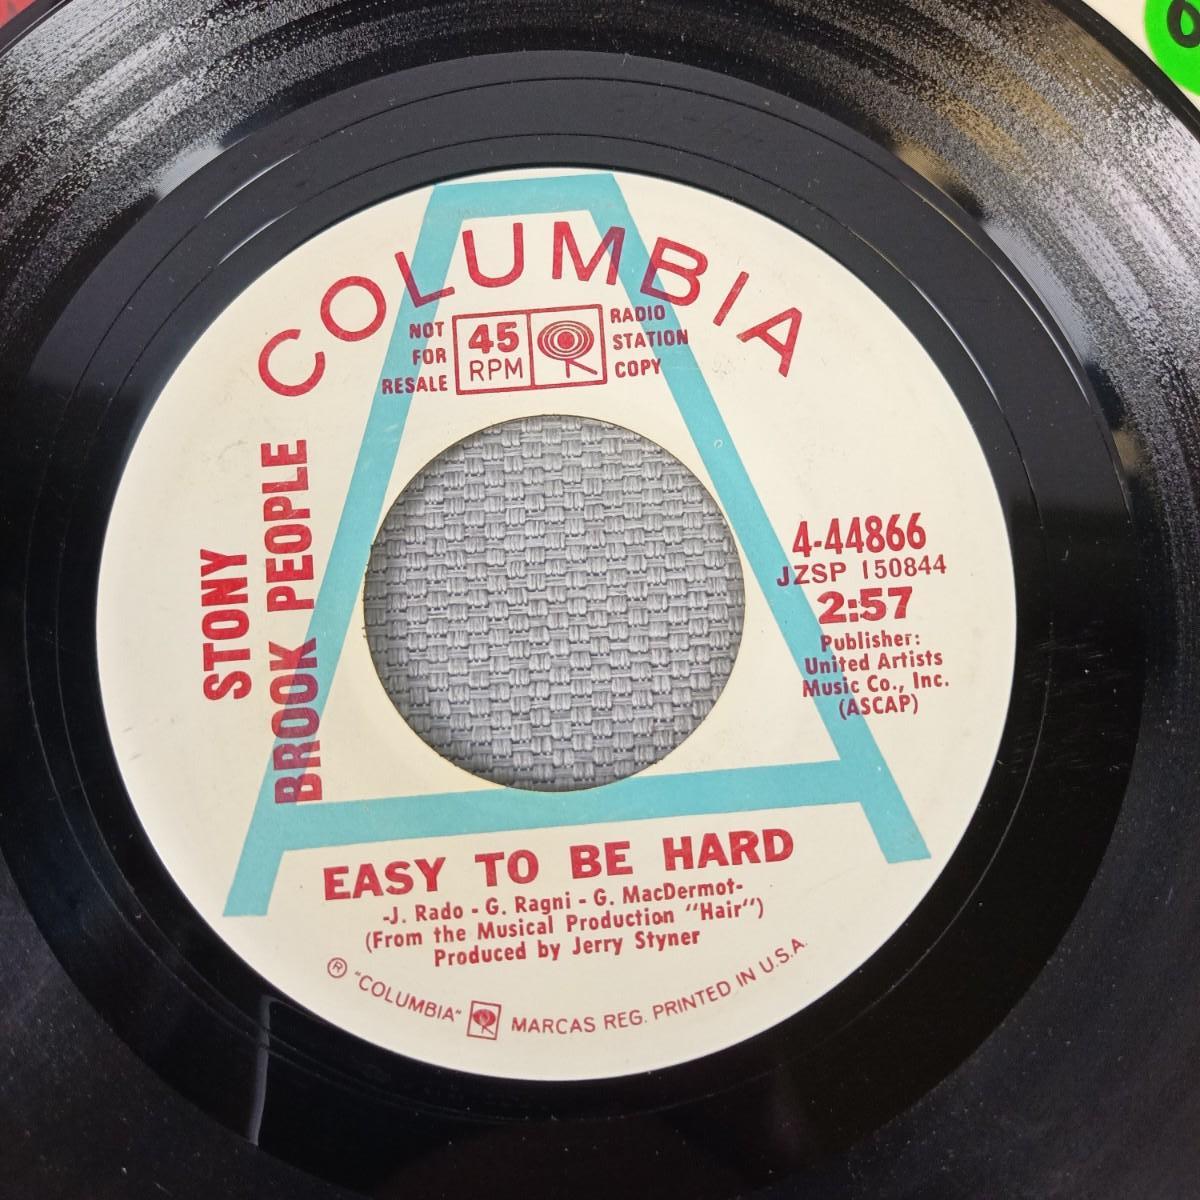 COLUMBIA
NOT
FOR
RESALE
45
RPM
RADIO
STATION
COPY
STONY
BROOK PEOPLE
4-44866
JZSP 150844
2:57
Publisher:
United Artists
Music Co., Inc.
(ASCAP)
EASY TO BE HARD
-J. Rado - G. Ragni - G. MacDermot-
(From the Musical Production "Hair")
Produced by Jerry Styner
® "COLUMBIA" MARCAS REG. PRINTED IN U.S.A.
A